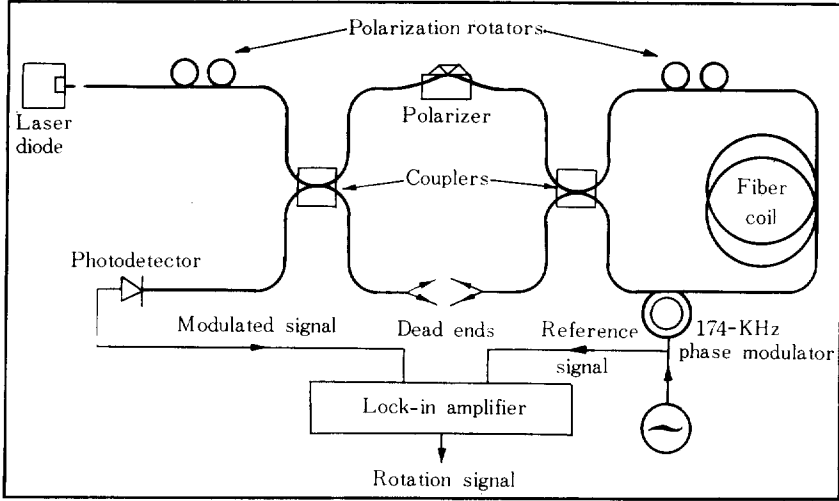 Polarization rotators
Laser
diode
Polarizer
Couplers
Fiber
coil
Photodetector
Modulated signal
Dead ends
Reference
signal
174-KHz
phase modulator
Lock-in amplifier
Rotation signal